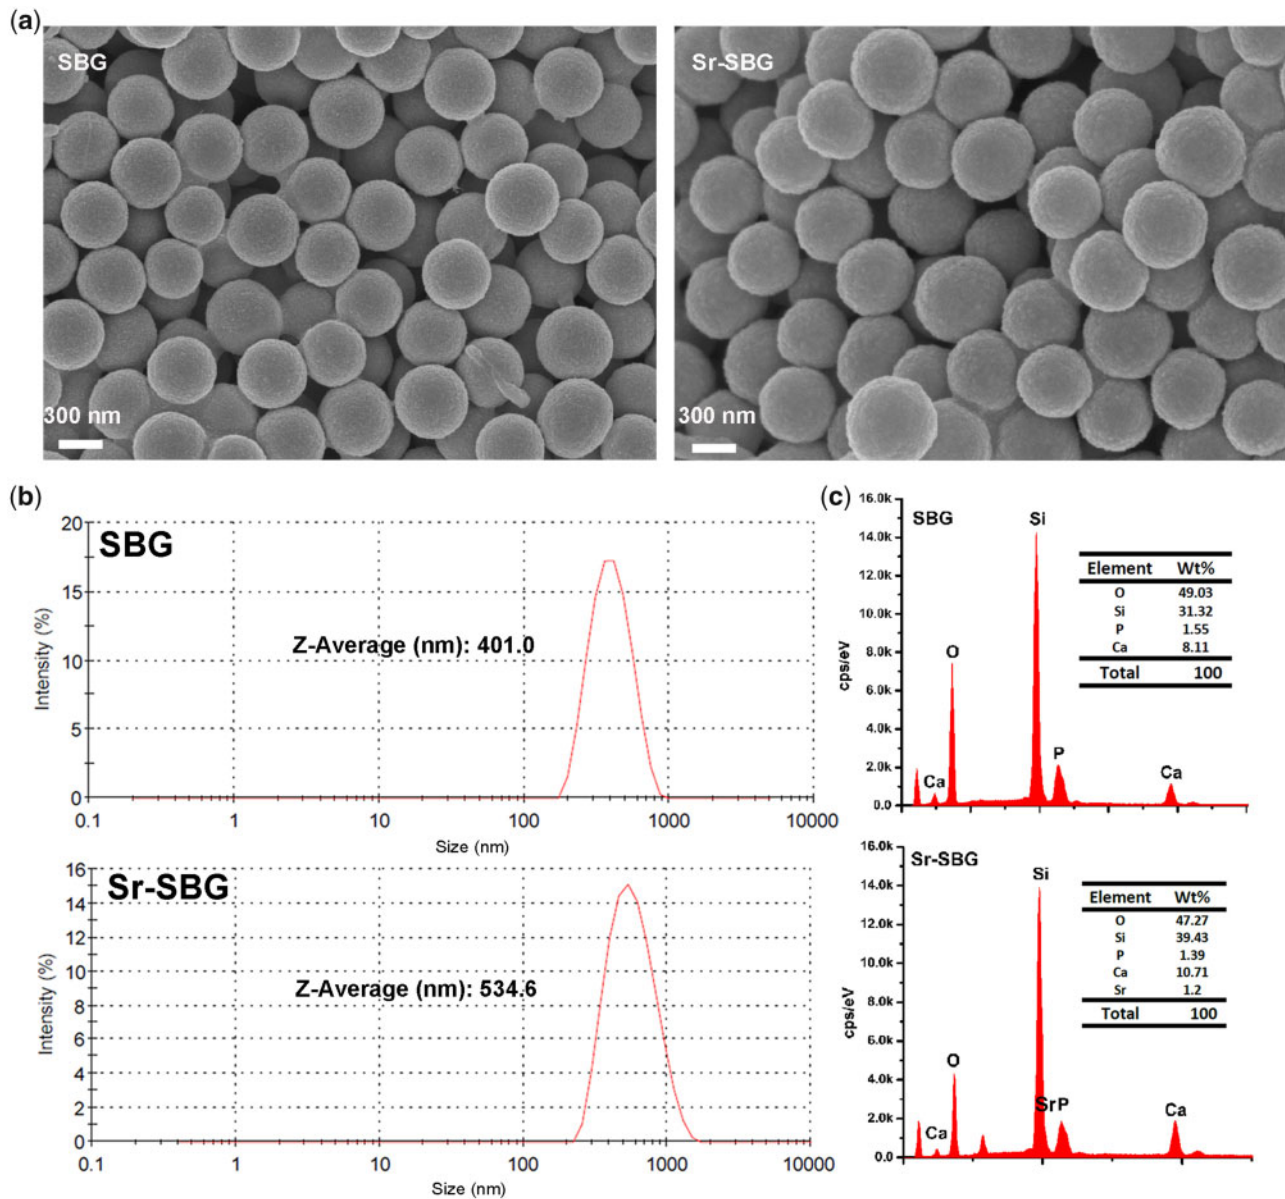 (a)
SBG
300 nm
Sr-SBG
300 nm
(b)
SBG
Z-Average (nm): 401.0
Intensity (%)
20
15
10
5
0
0.1 1 10 100 1000 10000
Size (nm)
Sr-SBG
Z-Average (nm): 534.6
Intensity (%)
16
14
12
10
8
6
4
2
0
0.1 1 10 100 1000 10000
Size (nm)
(c)
SBG
cps/eV
16.0k
14.0k
12.0k
10.0k
8.0k
6.0k
4.0k
2.0k
0.0
Ca
O
Si
P
Ca
Element Wt%
O 49.03
Si 31.32
P 1.55
Ca 8.11
Total 100
Sr-SBG
cps/eV
16.0k
14.0k
12.0k
10.0k
8.0k
6.0k
4.0k
2.0k
0.0
Ca
O
Si
Sr P
Ca
Element Wt%
O 47.27
Si 39.43
P 1.39
Ca 10.71
Sr 1.2
Total 100